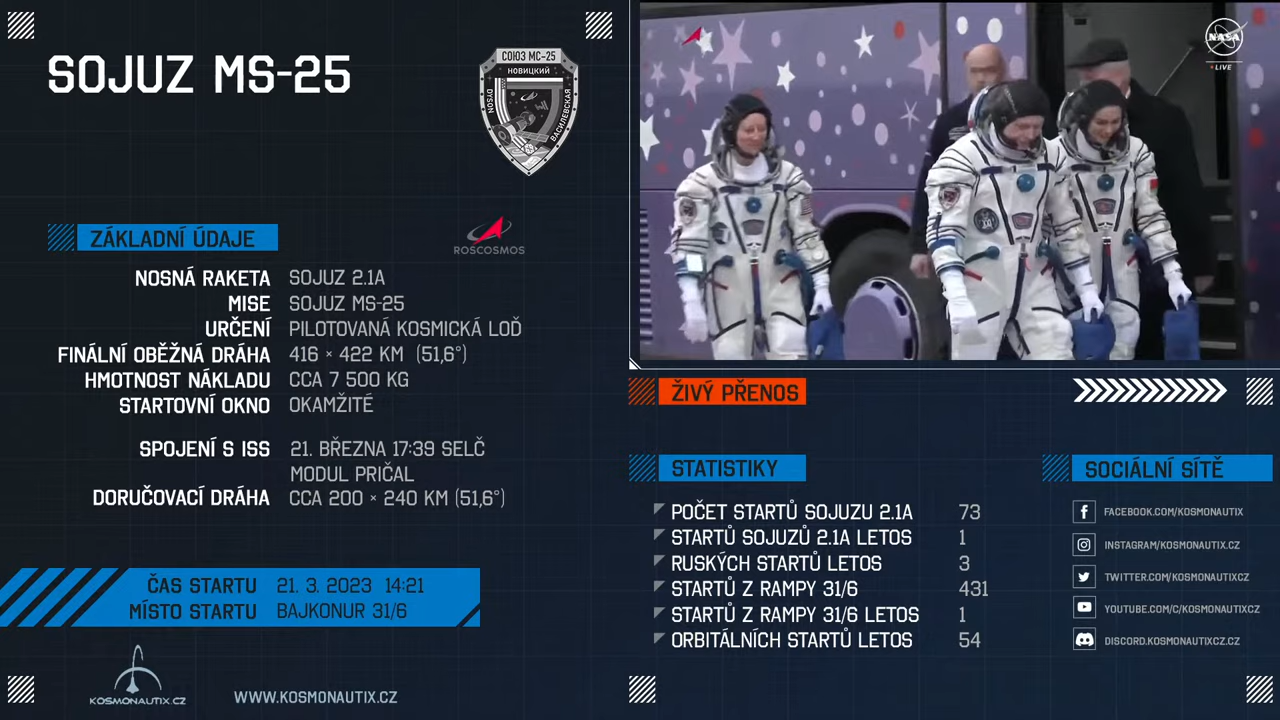 SOJUZ MS-25
СОЮЗ МС-25
НОВИЦКИЙ
DYSON
ВАСИЛЕВСКАЯ
NASA
LIVE
ZÁKLADNÍ ÚDAJE
ROSCOSMOS
NOSNÁ RAKETA SOJUZ 2.1A
MISE SOJUZ MS-25
URČENÍ PILOTOVANÁ KOSMICKÁ LOĎ
FINÁLNÍ OBĚŽNÁ DRÁHA 416 × 422 KM (51,6°)
HMOTNOST NÁKLADU CCA 7 500 KG
STARTOVNÍ OKNO OKAMŽITÉ
SPOJENÍ S ISS 21. BŘEZNA 17:39 SELČ
MODUL PRIČAL
DORUČOVACÍ DRÁHA CCA 200 × 240 KM (51,6°)
ČAS STARTU 21. 3. 2023 14:21
MÍSTO STARTU BAJKONUR 31/6
KOSMONAUTIX.CZ
WWW.KOSMONAUTIX.CZ
ŽIVÝ PŘENOS
STATISTIKY
POČET STARTŮ SOJUZU 2.1A 73
STARTŮ SOJUZŮ 2.1A LETOS 1
RUSKÝCH STARTŮ LETOS 3
STARTŮ Z RAMPY 31/6 431
STARTŮ Z RAMPY 31/6 LETOS 1
ORBITÁLNÍCH STARTŮ LETOS 54
SOCIÁLNÍ SÍTĚ
FACEBOOK.COM/KOSMONAUTIX
INSTAGRAM/KOSMONAUTIX.CZ
TWITTER.COM/KOSMONAUTIXCZ
YOUTUBE.COM/C/KOSMONAUTIXCZ
DISCORD.KOSMONAUTIXCZ.CZ